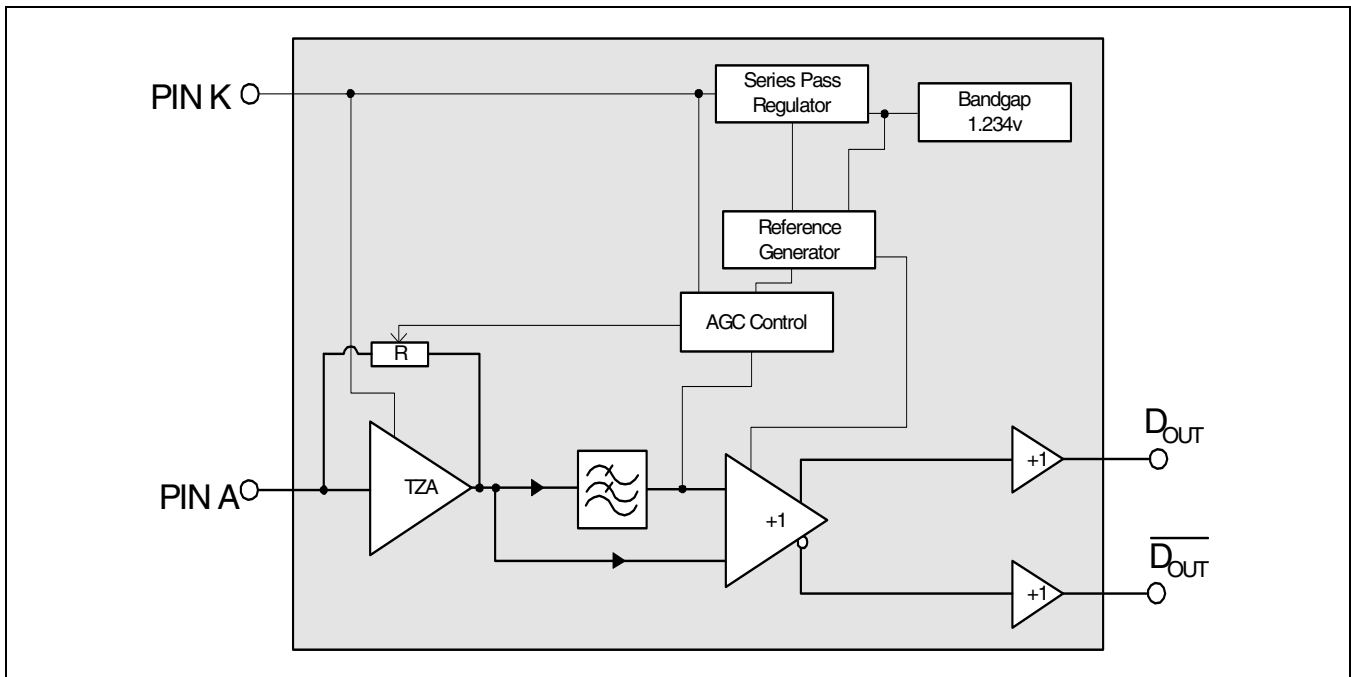 PIN K
Series Pass
Regulator
Bandgap
1.234v
Reference
Generator
AGC Control
R
TZA
PIN A
+1
+1
DOUT
+1
DOUT